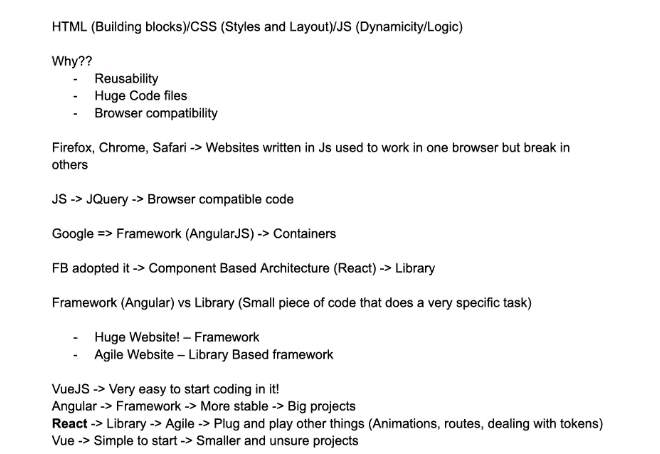 HTML (Building blocks)/CSS (Styles and Layout)/JS (Dynamicity/Logic)
Why??
- Reusability
- Huge Code files
- Browser compatibility
Firefox, Chrome, Safari -> Websites written in Js used to work in one browser but break in
others
JS -> JQuery -> Browser compatible code
Google => Framework (AngularJS) -> Containers
FB adopted it -> Component Based Architecture (React) -> Library
Framework (Angular) vs Library (Small piece of code that does a very specific task)
- Huge Website! – Framework
- Agile Website – Library Based framework
VueJS -> Very easy to start coding in it!
Angular -> Framework -> More stable -> Big projects
React -> Library -> Agile -> Plug and play other things (Animations, routes, dealing with tokens)
Vue -> Simple to start -> Smaller and unsure projects